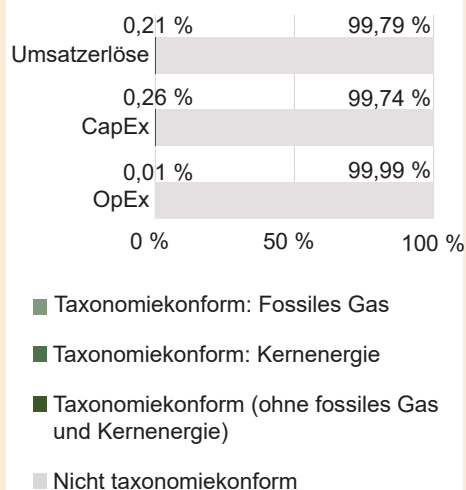 0,21 % 99,79 %
Umsatzerlöse
0,26 % 99,74 %
CapEx
0,01 % 99,99 %
OpEx
0 % 50 % 100 %
Taxonomiekonform: Fossiles Gas
Taxonomiekonform: Kernenergie
Taxonomiekonform (ohne fossiles Gas
und Kernenergie)
Nicht taxonomiekonform